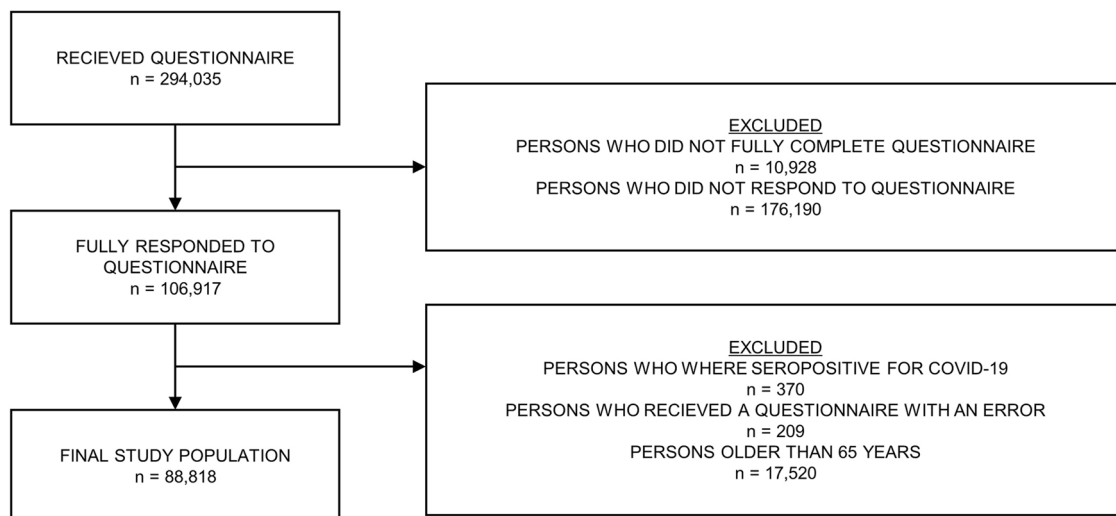 RECIEVED QUESTIONNAIRE
n = 294,035
EXCLUDED
PERSONS WHO DID NOT FULLY COMPLETE QUESTIONNAIRE
n = 10,928
PERSONS WHO DID NOT RESPOND TO QUESTIONNAIRE
n = 176,190
FULLY RESPONDED TO
QUESTIONNAIRE
n = 106,917
EXCLUDED
PERSONS WHO WHERE SEROPOSITIVE FOR COVID-19
n = 370
PERSONS WHO RECIEVED A QUESTIONNAIRE WITH AN ERROR
n = 209
PERSONS OLDER THAN 65 YEARS
n = 17,520
FINAL STUDY POPULATION
n = 88,818